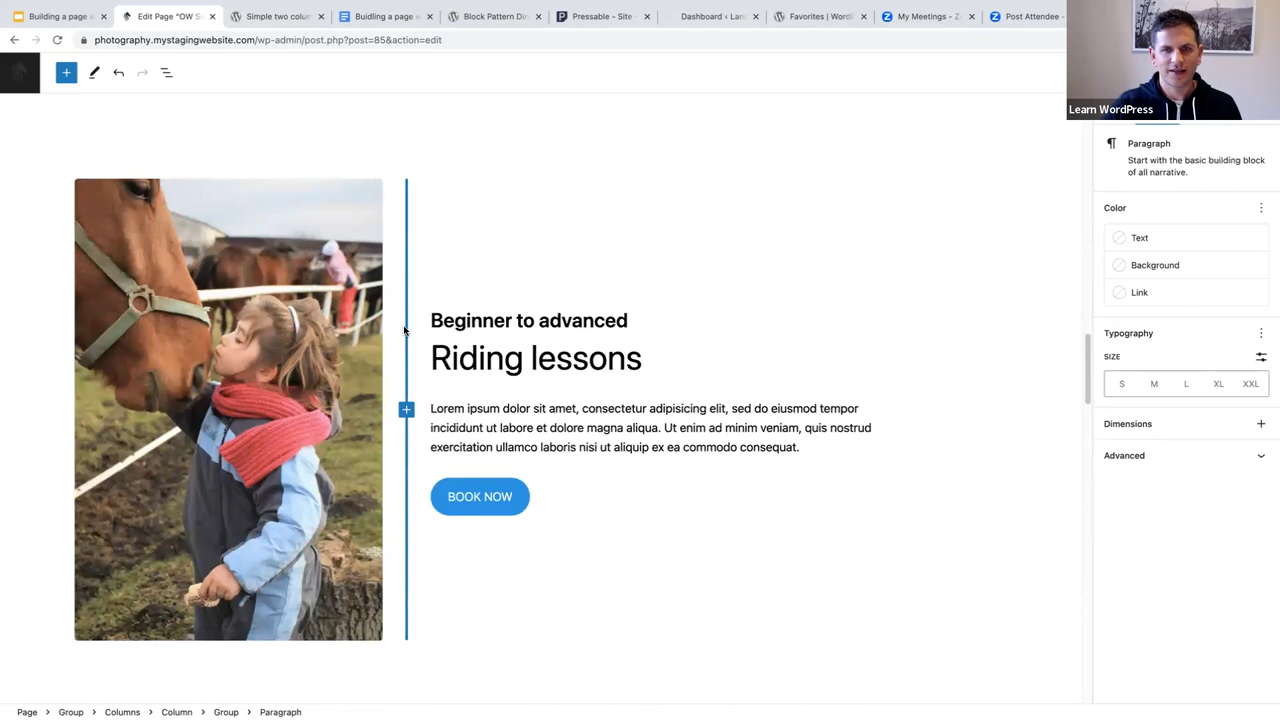 Building a page w
Edit Page "OW S
Simple two colum
Buidling a page w
Block Pattern Dir
Pressable - Site
Dashboard ‹ Lan
Favorites | Word
My Meetings - Z
Post Attendee
photography.mystagingwebsite.com/wp-admin/post.php?post=85&action=edit
Learn WordPress
Paragraph
Start with the basic building block
of all narrative.
Color
Text
Background
Link
Typography
SIZE
S M L XL XXL
Dimensions
Advanced
Beginner to advanced
Riding lessons
Lorem ipsum dolor sit amet, consectetur adipisicing elit, sed do eiusmod tempor
incididunt ut labore et dolore magna aliqua. Ut enim ad minim veniam, quis nostrud
exercitation ullamco laboris nisi ut aliquip ex ea commodo consequat.
BOOK NOW
Page > Group > Columns > Column > Group > Paragraph